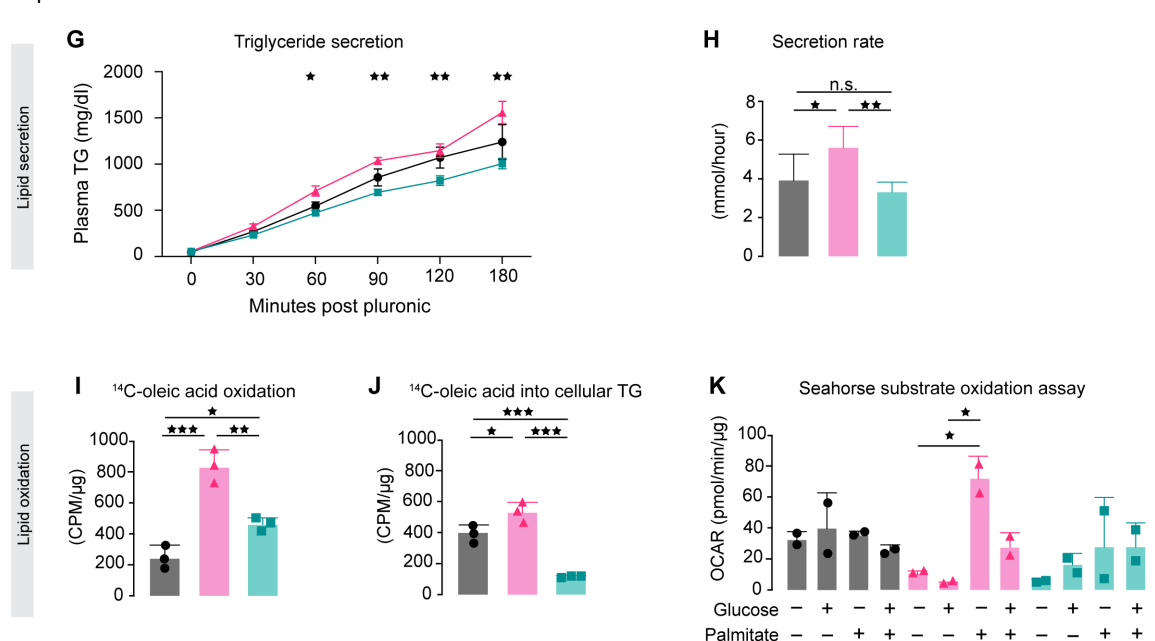 G
Triglyceride secretion
Lipid secretion
Plasma TG (mg/dl)
2000
1500
1000
500
0
0 30 60 90 120 180
Minutes post pluronic
H
Secretion rate
n.s.
(mmol/hour)
8
6
4
2
0
Lipid oxidation
I
¹⁴C-oleic acid oxidation
(CPM/µg)
1000
800
600
400
200
0
J
¹⁴C-oleic acid into cellular TG
(CPM/µg)
1000
800
600
400
200
0
K
Seahorse substrate oxidation assay
OCAR (pmol/min/µg)
100
80
60
40
20
0
Glucose − + − + − + − + − + − +
Palmitate − − + + − − + + − − + +